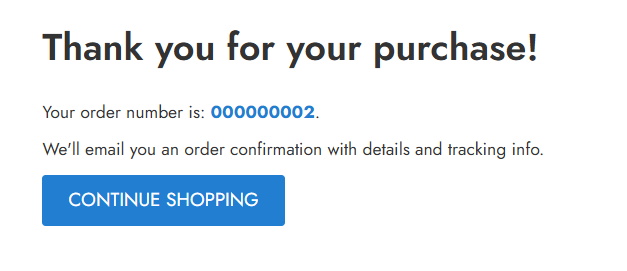 Thank you for your purchase!
Your order number is: 000000002.
We'll email you an order confirmation with details and tracking info.
CONTINUE SHOPPING